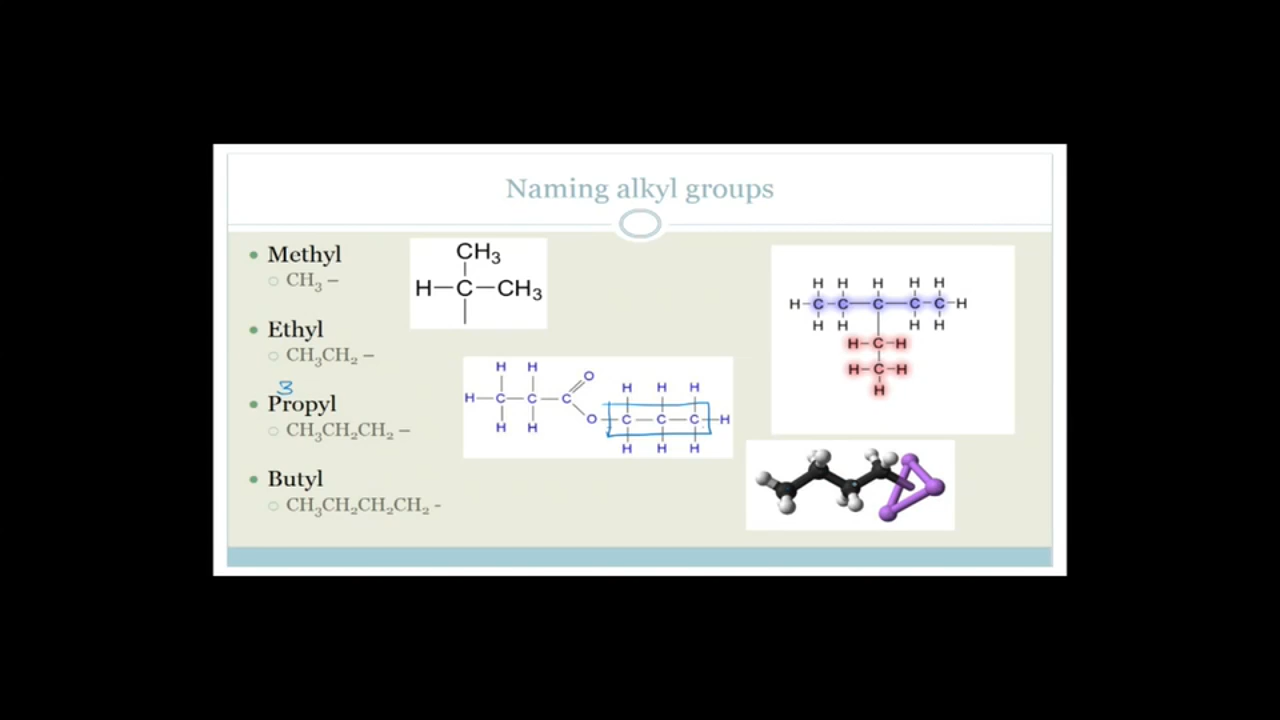 Naming alkyl groups
• Methyl
○ CH₃ –
• Ethyl
○ CH₃CH₂ –
3
• Propyl
○ CH₃CH₂CH₂ –
• Butyl
○ CH₃CH₂CH₂CH₂ -
CH₃
H–C–CH₃
H H
O
H H H
H–C–C–C
O–C–C–C–H
H H
H H H
H H H H H
H–C–C–C–C–C–H
H H H H
H–C–H
H–C–H
H